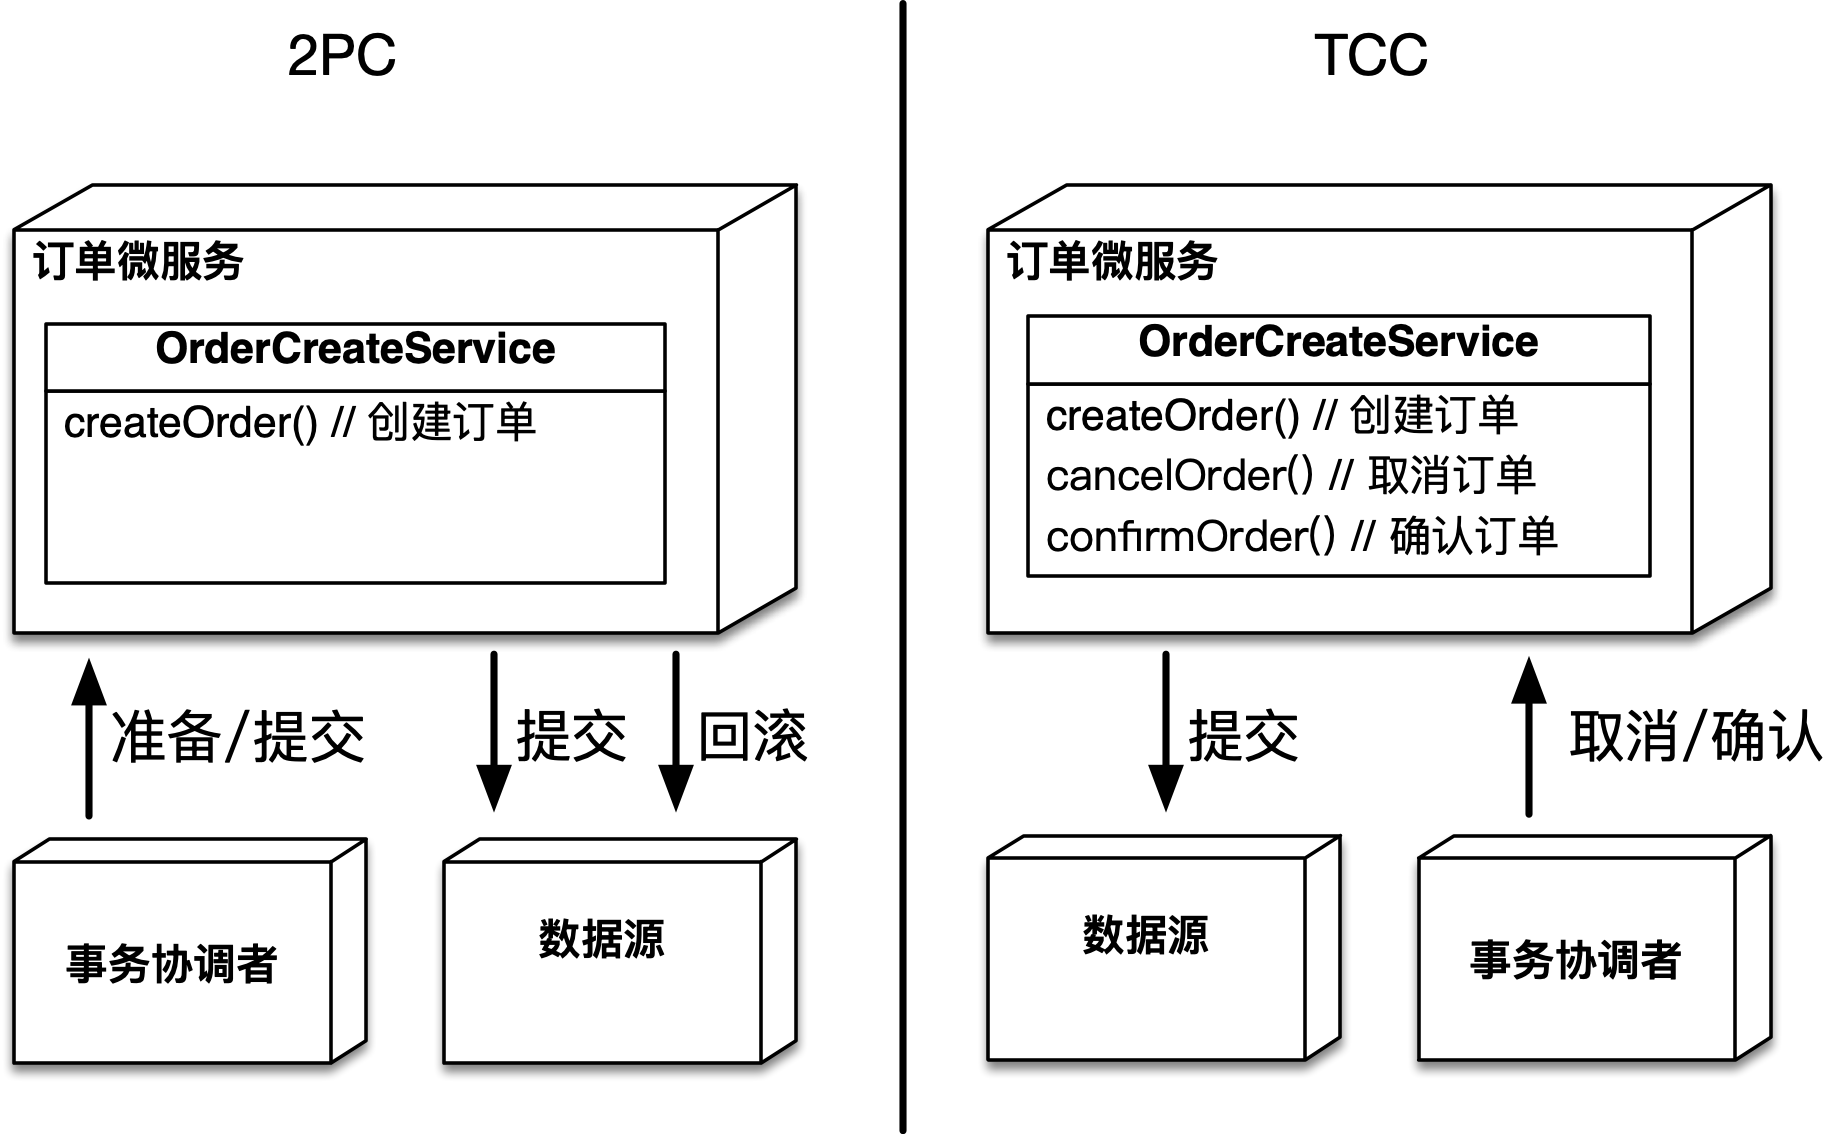 2PC
订单微服务
OrderCreateService
createOrder() // 创建订单
准备/提交
提交
回滚
事务协调者
数据源
TCC
订单微服务
OrderCreateService
createOrder() // 创建订单
cancelOrder() // 取消订单
confirmOrder() // 确认订单
提交
取消/确认
数据源
事务协调者